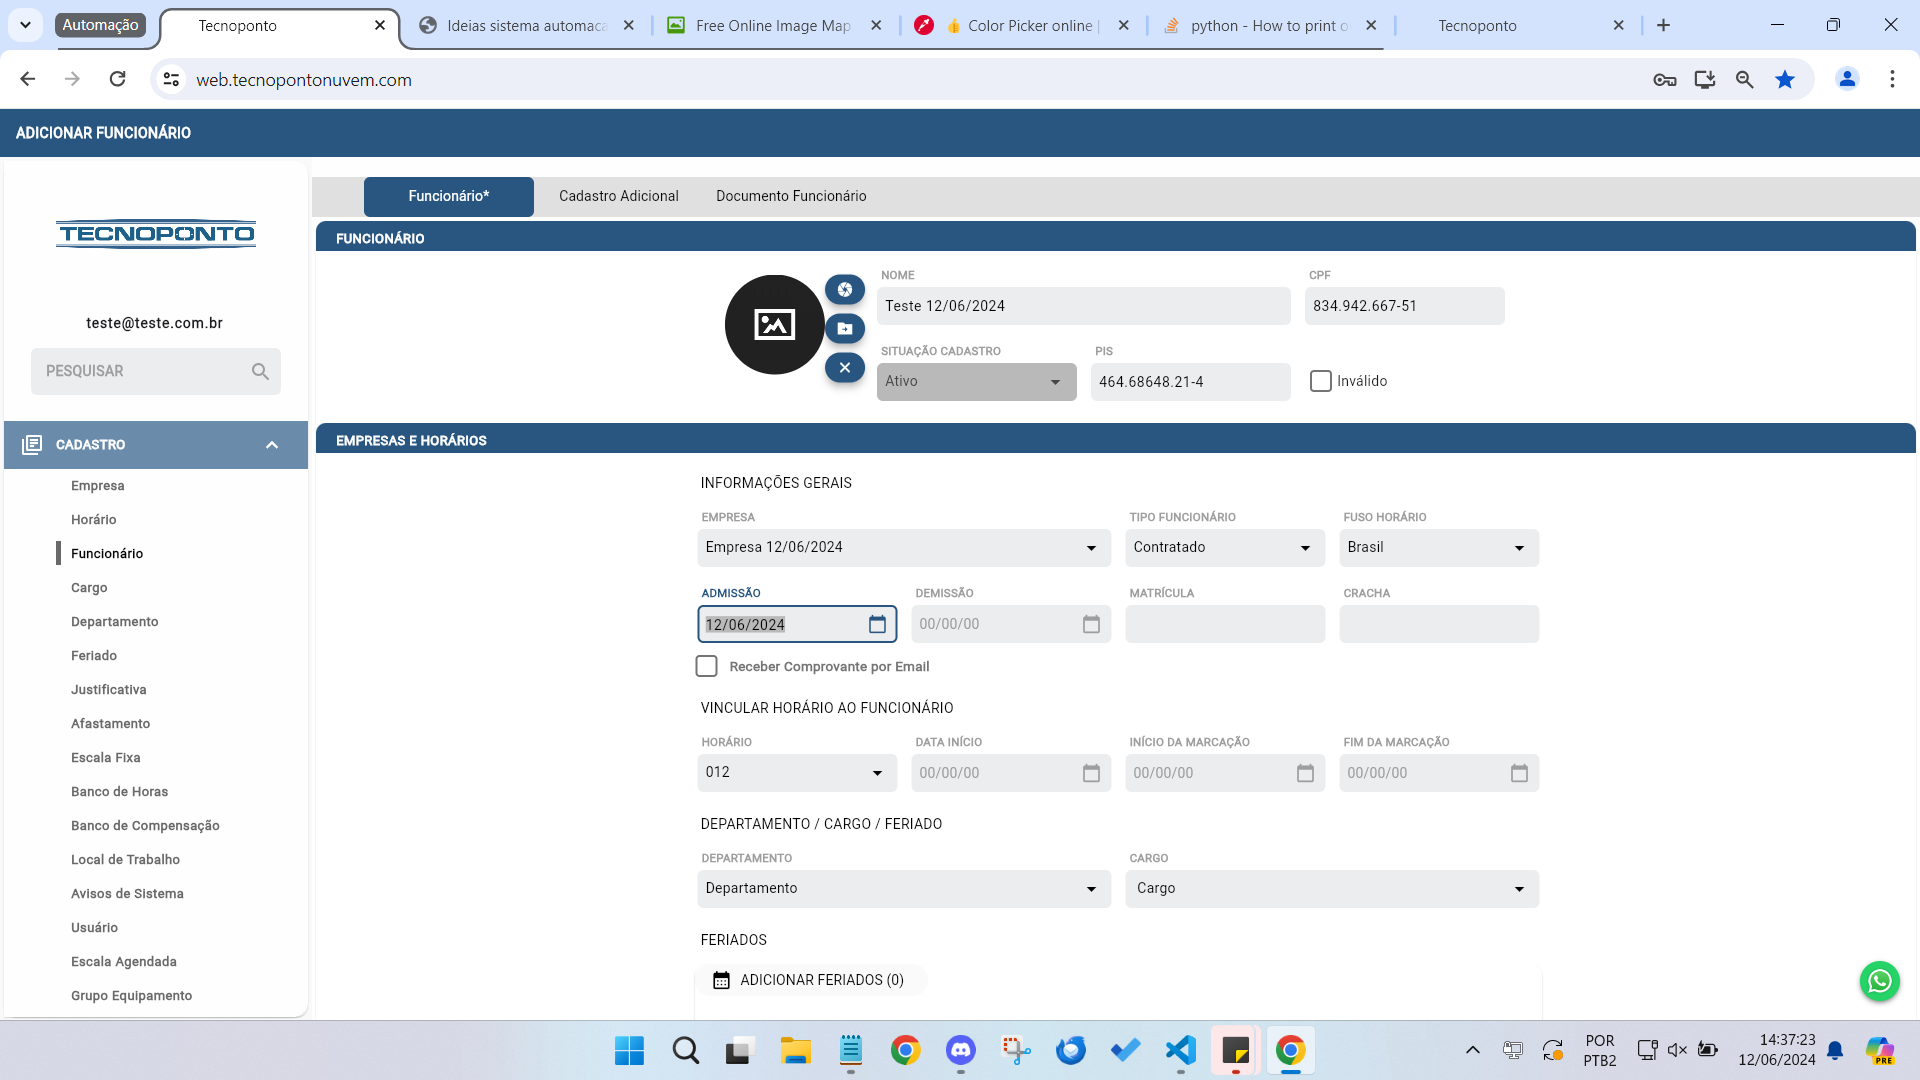 Automação
Tecnoponto
Ideias sistema automaca
Free Online Image Map
👍 Color Picker online |
python - How to print o
Tecnoponto
web.tecnopontonuvem.com
ADICIONAR FUNCIONÁRIO
TECNOPONTO
teste@teste.com.br
PESQUISAR
CADASTRO
Empresa
Horário
Funcionário
Cargo
Departamento
Feriado
Justificativa
Afastamento
Escala Fixa
Banco de Horas
Banco de Compensação
Local de Trabalho
Avisos de Sistema
Usuário
Escala Agendada
Grupo Equipamento
Funcionário* Cadastro Adicional Documento Funcionário
FUNCIONÁRIO
NOME CPF
Teste 12/06/2024 834.942.667-51
SITUAÇÃO CADASTRO PIS
Ativo 464.68648.21-4 Inválido
EMPRESAS E HORÁRIOS
INFORMAÇÕES GERAIS
EMPRESA TIPO FUNCIONÁRIO FUSO HORÁRIO
Empresa 12/06/2024 Contratado Brasil
ADMISSÃO DEMISSÃO MATRÍCULA CRACHA
12/06/2024 00/00/00
Receber Comprovante por Email
VINCULAR HORÁRIO AO FUNCIONÁRIO
HORÁRIO DATA INÍCIO INÍCIO DA MARCAÇÃO FIM DA MARCAÇÃO
012 00/00/00 00/00/00 00/00/00
DEPARTAMENTO / CARGO / FERIADO
DEPARTAMENTO CARGO
Departamento Cargo
FERIADOS
ADICIONAR FERIADOS (0)
POR
PTB2
14:37:23
12/06/2024
PRE